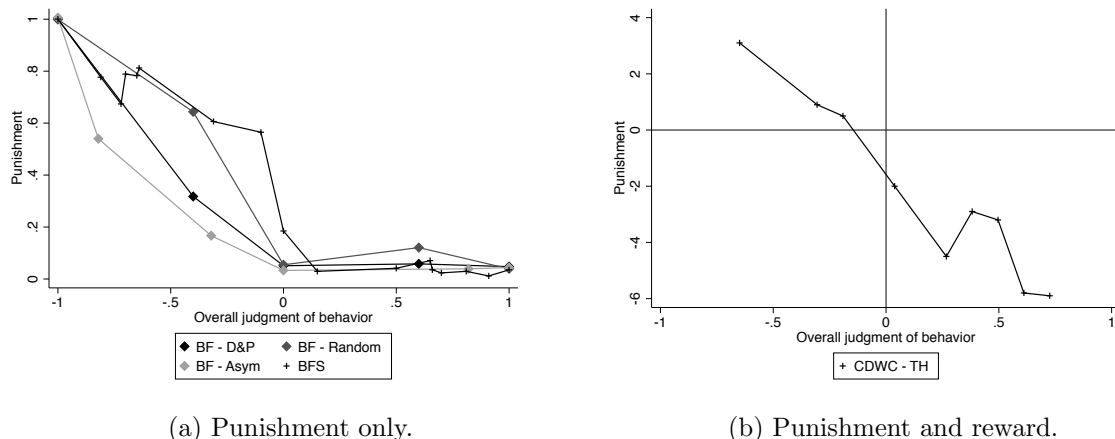 1
.8
.6
.4
.2
0
Punishment
-1
-.5
0
.5
1
Overall judgment of behavior
BF - D&P
BF - Random
BF - Asym
BFS
(a) Punishment only.
4
2
0
-2
-4
-6
Punishment
-1
-.5
0
.5
1
Overall judgment of behavior
CDWC - TH
(b) Punishment and reward.